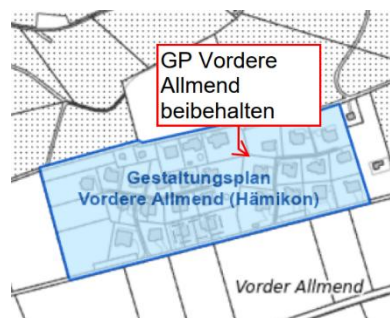 GP Vordere
Allmend
beibehalten
Gestaltungsplan
Vordere Allmend (Hämikon)
Vorder Allmend